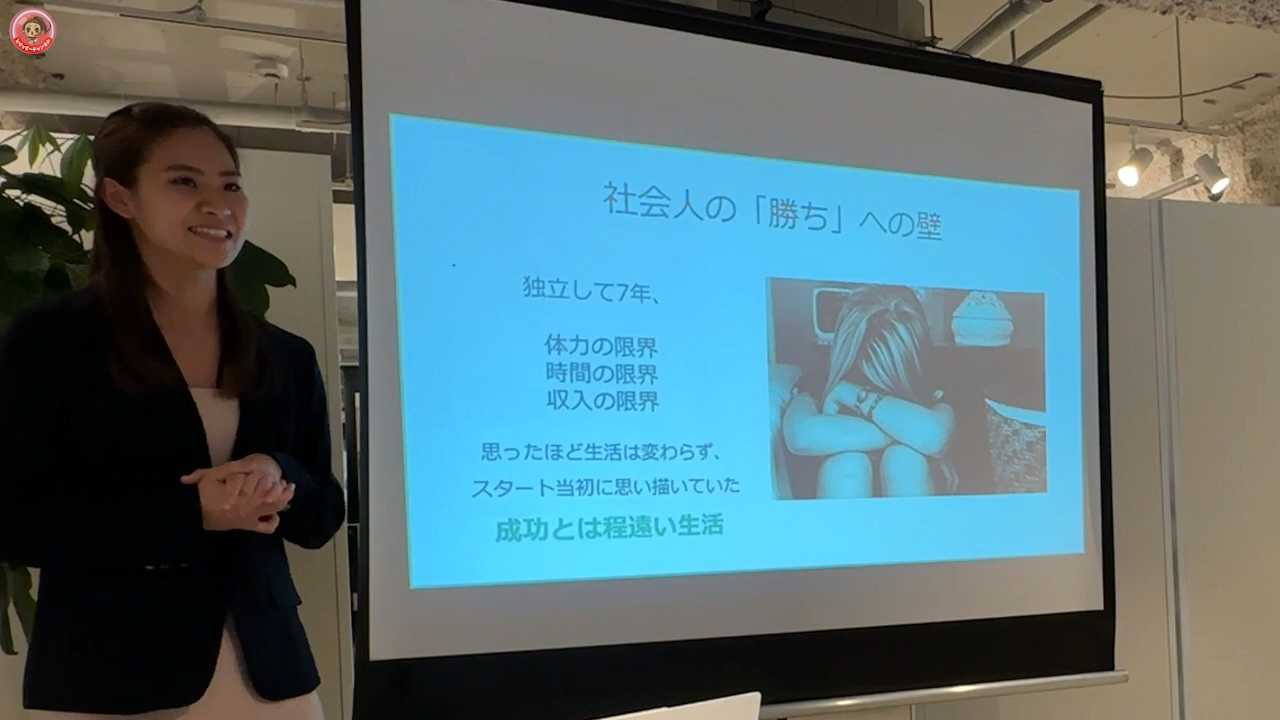 社会人の「勝ち」への壁
独立して7年、
体力の限界
時間の限界
収入の限界
思ったほど生活は変わらず、
スタート当初に思い描いていた
成功とは程遠い生活